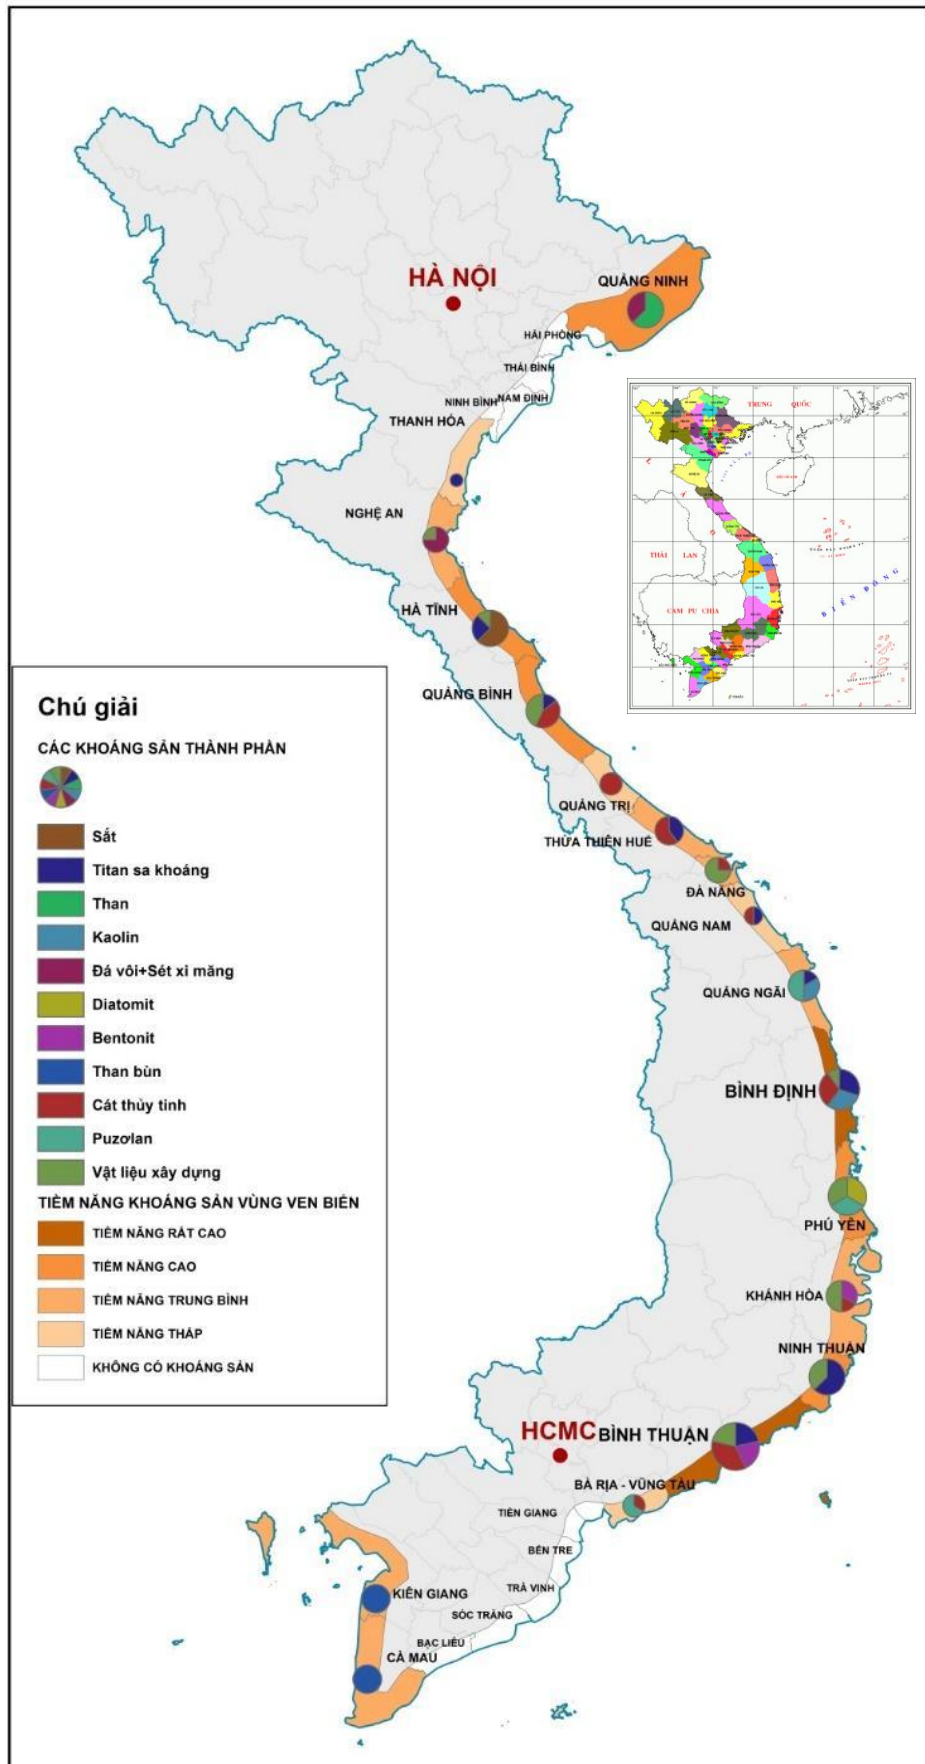 HÀ NỘI
QUẢNG NINH
HẢI PHÒNG
THÁI BÌNH
NAM ĐỊNH
NINH BÌNH
THANH HÓA
NGHỆ AN
HÀ TĨNH
QUẢNG BÌNH
QUẢNG TRỊ
THỪA THIÊN HUẾ
ĐÀ NẴNG
QUẢNG NAM
QUẢNG NGÃI
BÌNH ĐỊNH
PHÚ YÊN
KHÁNH HÒA
NINH THUẬN
HCMC
BÌNH THUẬN
BÀ RỊA - VŨNG TÀU
TIỀN GIANG
BẾN TRE
TRÀ VINH
SÓC TRĂNG
BẠC LIÊU
KIÊN GIANG
CÀ MAU
TRUNG QUỐC
THÁI LAN
CAM PU CHIA
BIỂN ĐÔNG
Chú giải
CÁC KHOÁNG SẢN THÀNH PHẦN
Sắt
Titan sa khoáng
Than
Kaolin
Đá vôi+Sét xi măng
Diatomit
Bentonit
Than bùn
Cát thủy tinh
Puzơlan
Vật liệu xây dựng
TIỀM NĂNG KHOÁNG SẢN VÙNG VEN BIỂN
TIỀM NĂNG RẤT CAO
TIỀM NĂNG CAO
TIỀM NĂNG TRUNG BÌNH
TIỀM NĂNG THẤP
KHÔNG CÓ KHOÁNG SẢN